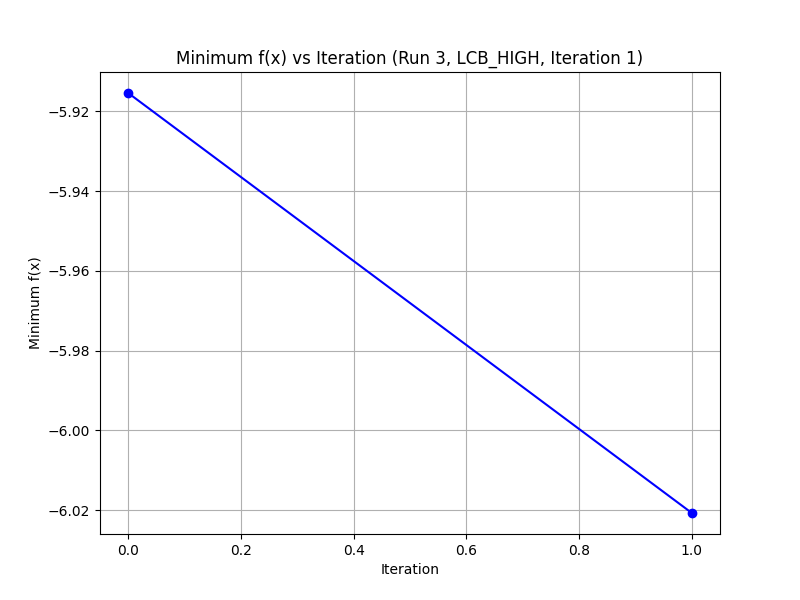 Minimum f(x) vs Iteration (Run 3, LCB_HIGH, Iteration 1)
Minimum f(x)
−5.92
−5.94
−5.96
−5.98
−6.00
−6.02
0.0 0.2 0.4 0.6 0.8 1.0
Iteration